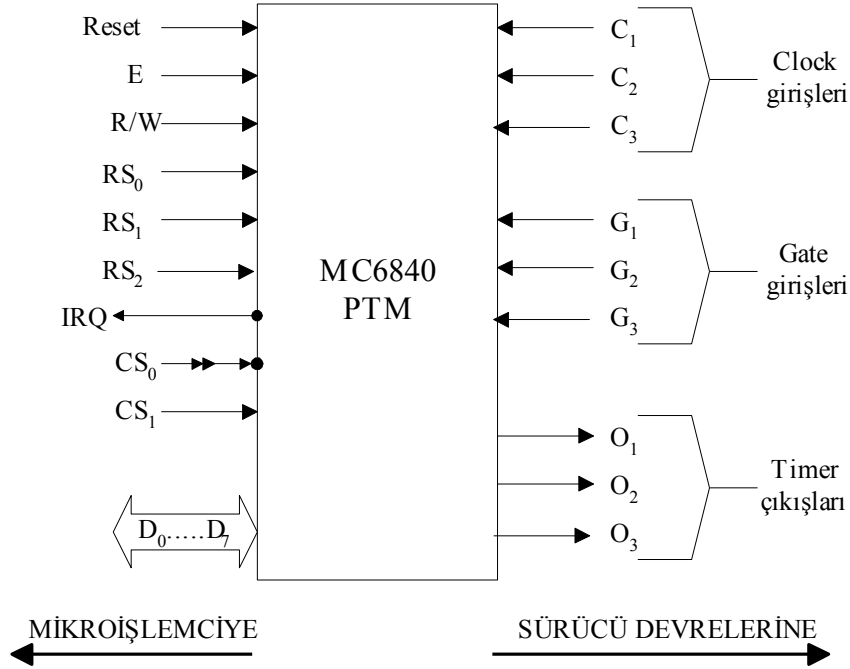 Reset
E
R/W
RS₀
RS₁
RS₂
IRQ
CS₀
CS₁
D₀.....D₇
MC6840
PTM
C₁
C₂
C₃
Clock
girişleri
G₁
G₂
G₃
Gate
girişleri
O₁
O₂
O₃
Timer
çıkışları
MİKROİŞLEMCİYE
SÜRÜCÜ DEVRELERİNE